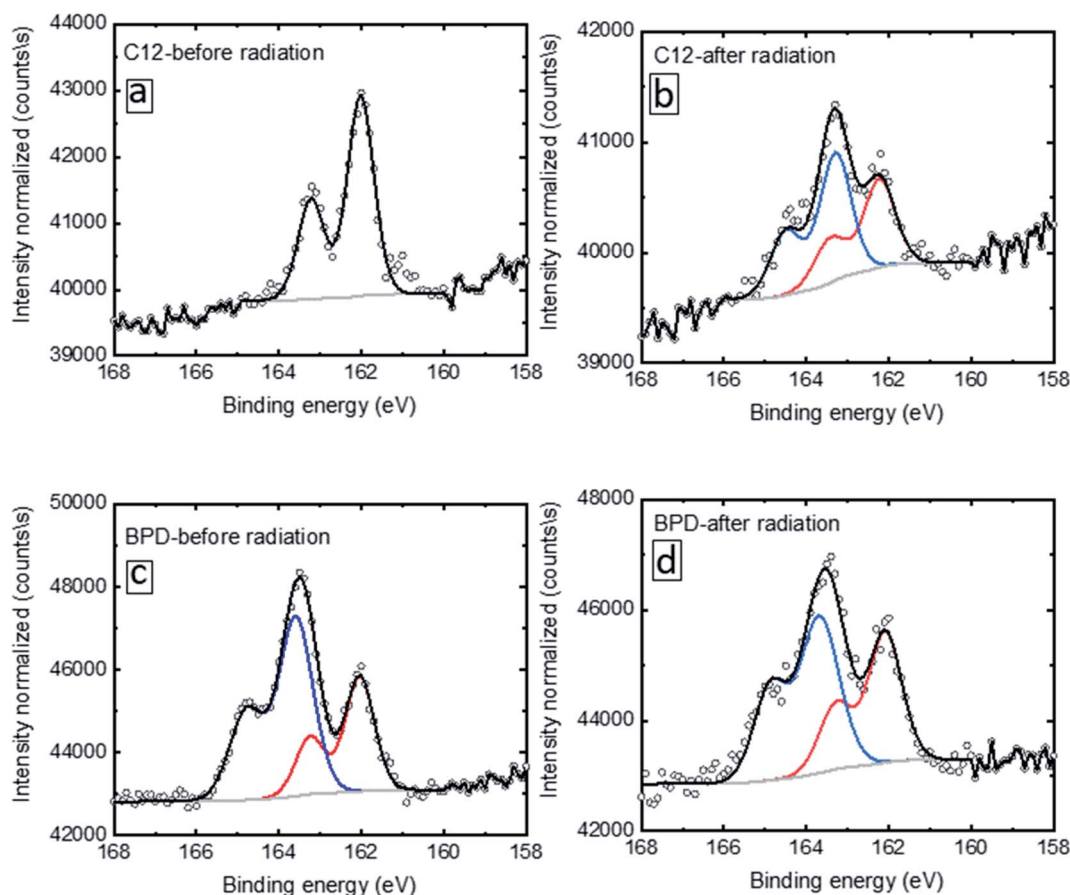 C12-before radiation
a
44000
43000
42000
41000
40000
39000
168 166 164 162 160 158
Intensity normalized (counts\s)
Binding energy (eV)
C12-after radiation
b
42000
41000
40000
39000
168 166 164 162 160 158
Intensity normalized (counts\s)
Binding energy (eV)
BPD-before radiation
c
50000
48000
46000
44000
42000
168 166 164 162 160 158
Intensity normalized (counts\s)
Binding energy (eV)
BPD-after radiation
d
48000
46000
44000
42000
168 166 164 162 160 158
Intensity normalized (counts\s)
Binding energy (eV)